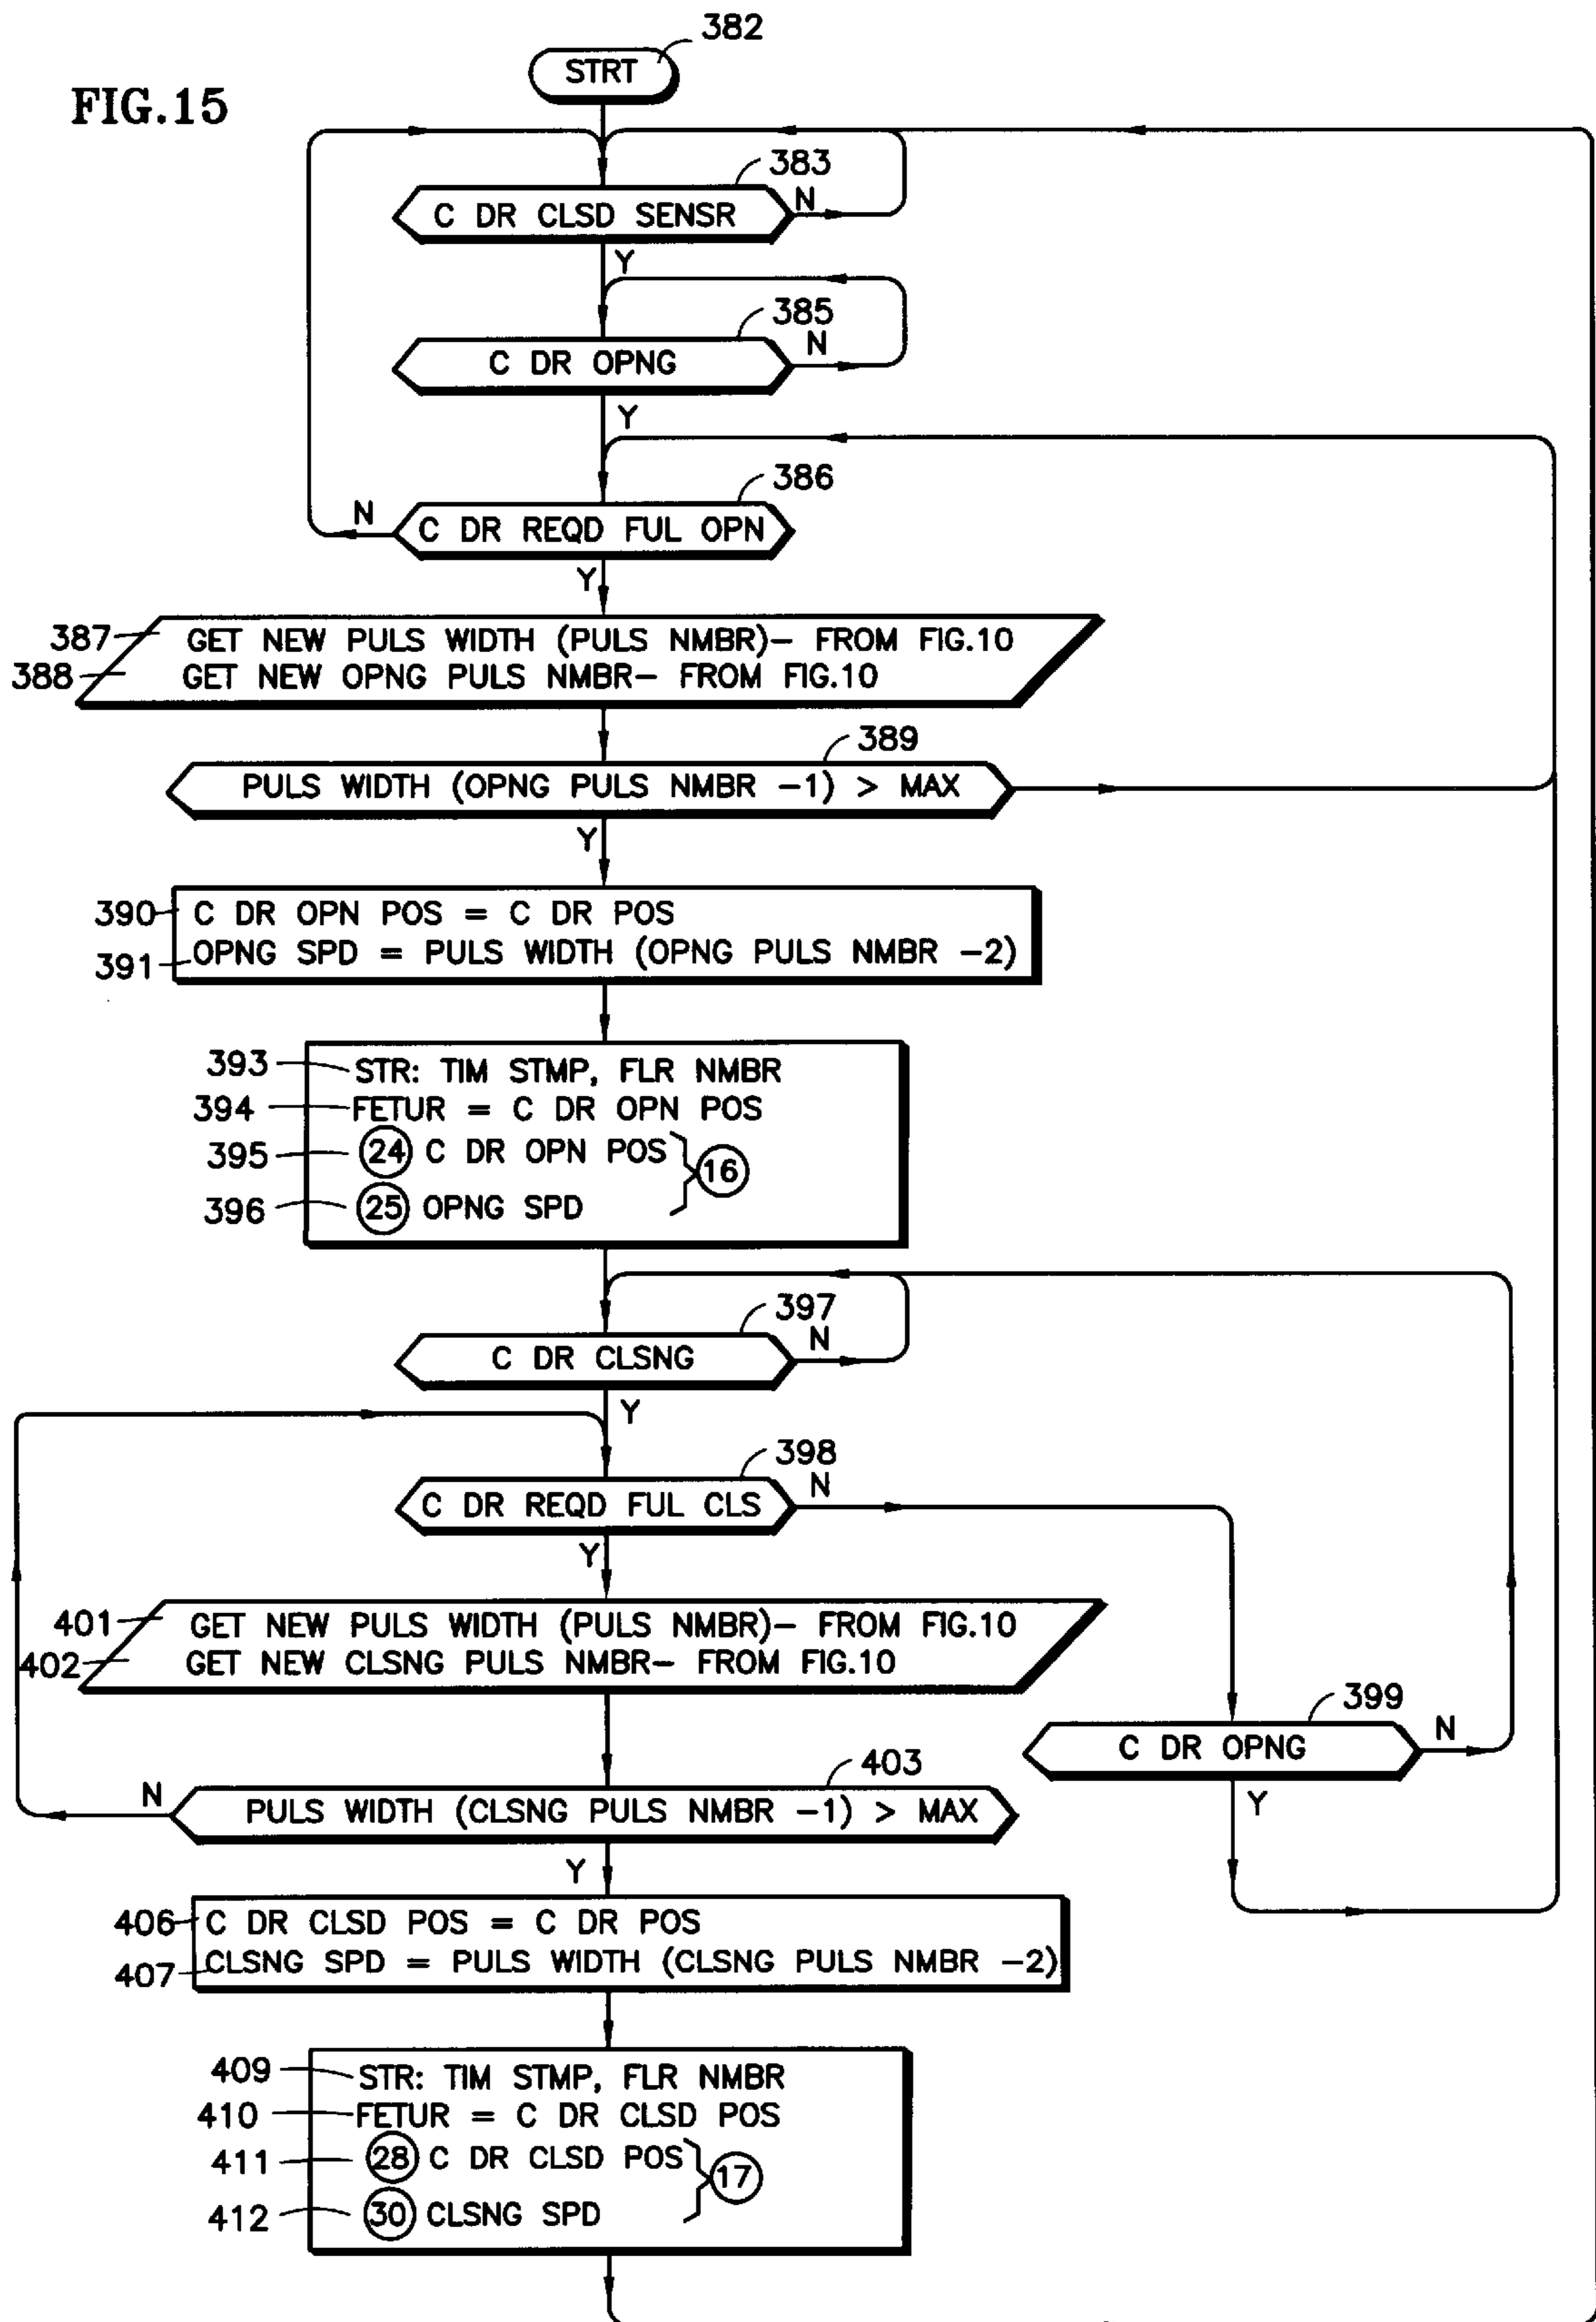 382
STRT
FIG.15
383
C DR CLSD SENSR
N
Y
385
C DR OPNG
N
Y
386
C DR REQD FUL OPN
N
Y
387 GET NEW PULS WIDTH (PULS NMBR)– FROM FIG.10
388 GET NEW OPNG PULS NMBR– FROM FIG.10
389
PULS WIDTH (OPNG PULS NMBR –1) > MAX
Y
390 C DR OPN POS = C DR POS
391 OPNG SPD = PULS WIDTH (OPNG PULS NMBR –2)
393 STR: TIM STMP, FLR NMBR
394 FETUR = C DR OPN POS
395 24 C DR OPN POS
16
396 25 OPNG SPD
397
C DR CLSNG
N
Y
398
C DR REQD FUL CLS
N
Y
401 GET NEW PULS WIDTH (PULS NMBR)– FROM FIG.10
402 GET NEW CLSNG PULS NMBR– FROM FIG.10
399
C DR OPNG
N
Y
403
N
PULS WIDTH (CLSNG PULS NMBR –1) > MAX
Y
406 C DR CLSD POS = C DR POS
407 CLSNG SPD = PULS WIDTH (CLSNG PULS NMBR –2)
409 STR: TIM STMP, FLR NMBR
410 FETUR = C DR CLSD POS
411 28 C DR CLSD POS
17
412 30 CLSNG SPD